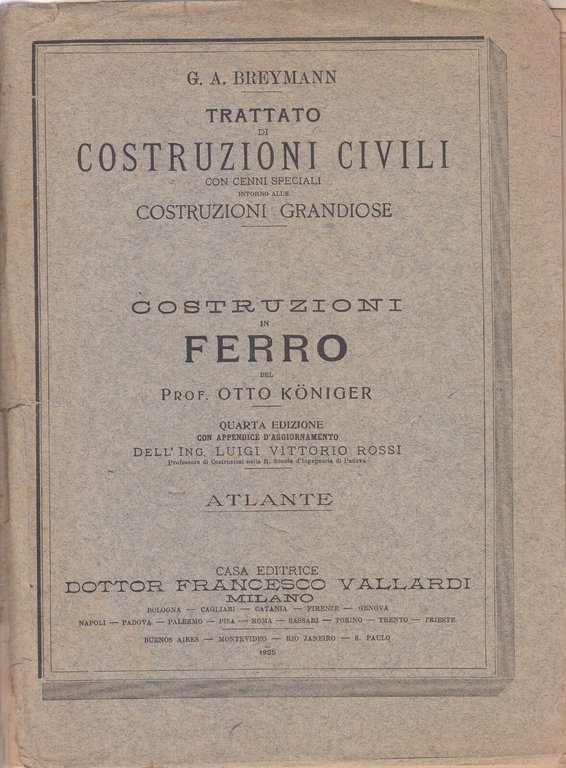 G. A. BREYMANN
TRATTATO
DI
COSTRUZIONI CIVILI
CON CENNI SPECIALI
INTORNO ALLE
COSTRUZIONI GRANDIOSE
COSTRUZIONI
IN
FERRO
DEL
PROF. OTTO KÖNIGER
QUARTA EDIZIONE
CON APPENDICE D'AGGIORNAMENTO
DELL'ING. LUIGI VITTORIO ROSSI
Professore di Costruzioni nella R. Scuola d'Ingegneria di Padova
ATLANTE
CASA EDITRICE
DOTTOR FRANCESCO VALLARDI
MILANO
BOLOGNA — CAGLIARI — CATANIA — FIRENZE — GENOVA
NAPOLI — PADOVA — PALERMO — PISA — ROMA — SASSARI — TORINO — TRENTO — TRIESTE
BUENOS AIRES — MONTEVIDEO — RIO JANEIRO — S. PAULO
1925